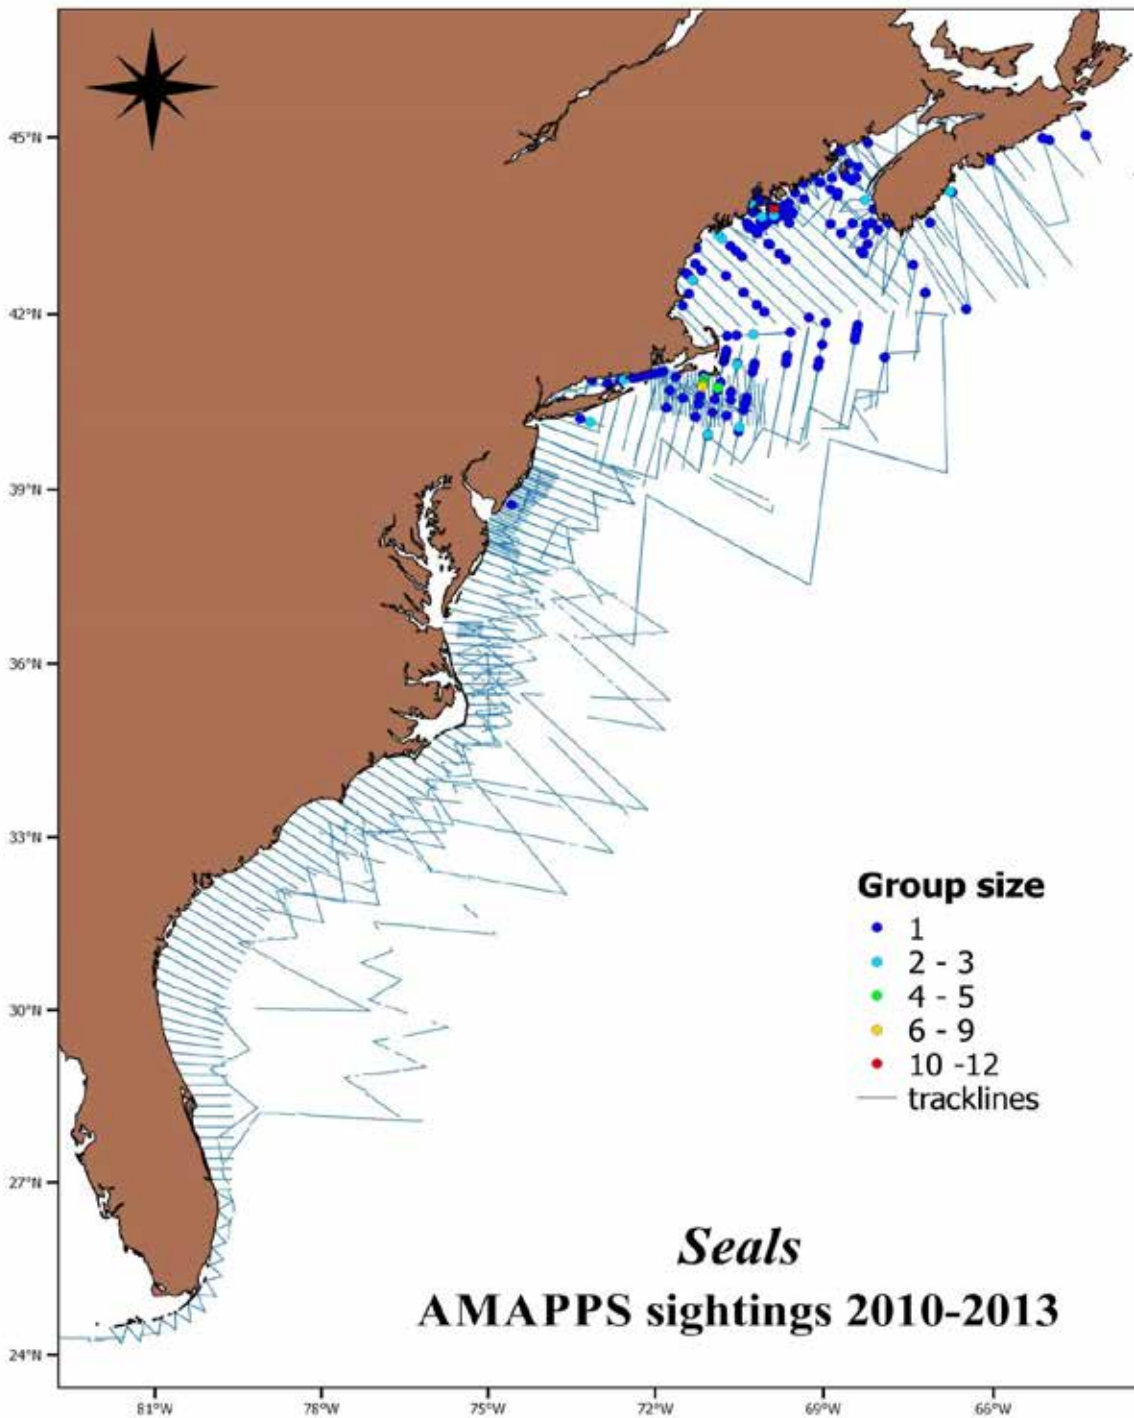 45°N
42°N
39°N
36°N
33°N
30°N
27°N
24°N
Group size
1
2 - 3
4 - 5
6 - 9
10 -12
tracklines
Seals
AMAPPS sightings 2010-2013
81°W
78°W
75°W
72°W
69°W
66°W